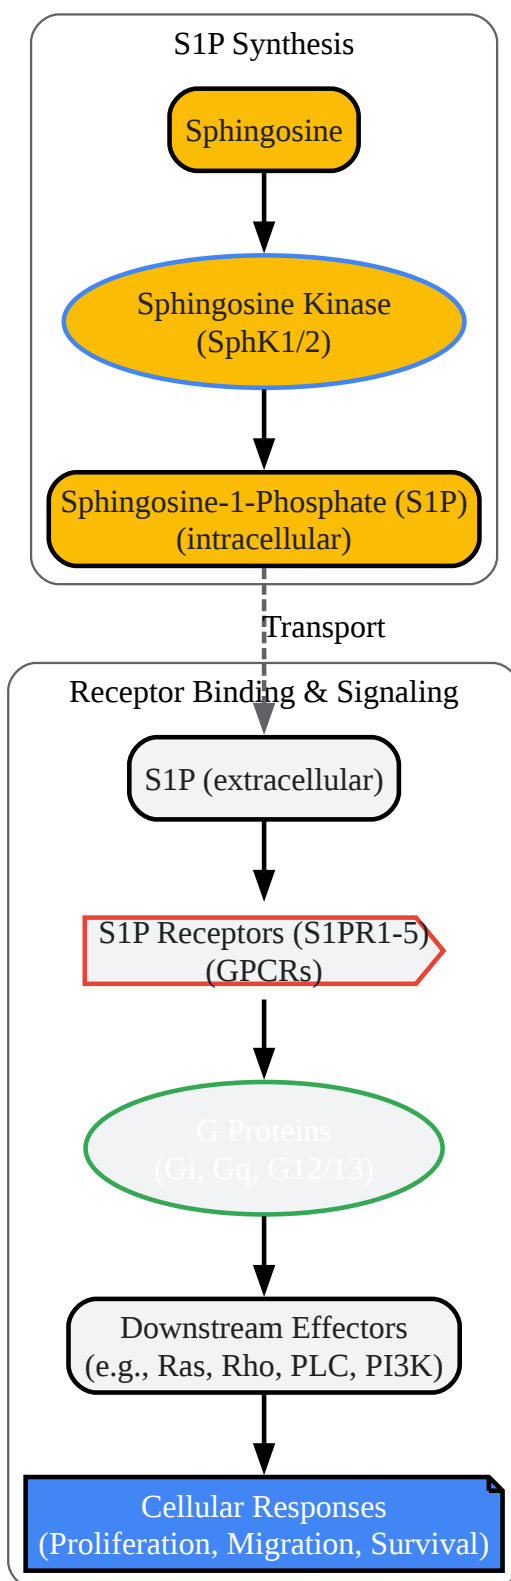 S1P Synthesis
Sphingosine
Sphingosine Kinase
(SphK1/2)
Sphingosine-1-Phosphate (S1P)
(intracellular)
Transport
Receptor Binding & Signaling
S1P (extracellular)
S1P Receptors (S1PR1-5)
(GPCRs)
G Proteins
(Gi, Gq, G12/13)
Downstream Effectors
(e.g., Ras, Rho, PLC, PI3K)
Cellular Responses
(Proliferation, Migration, Survival)